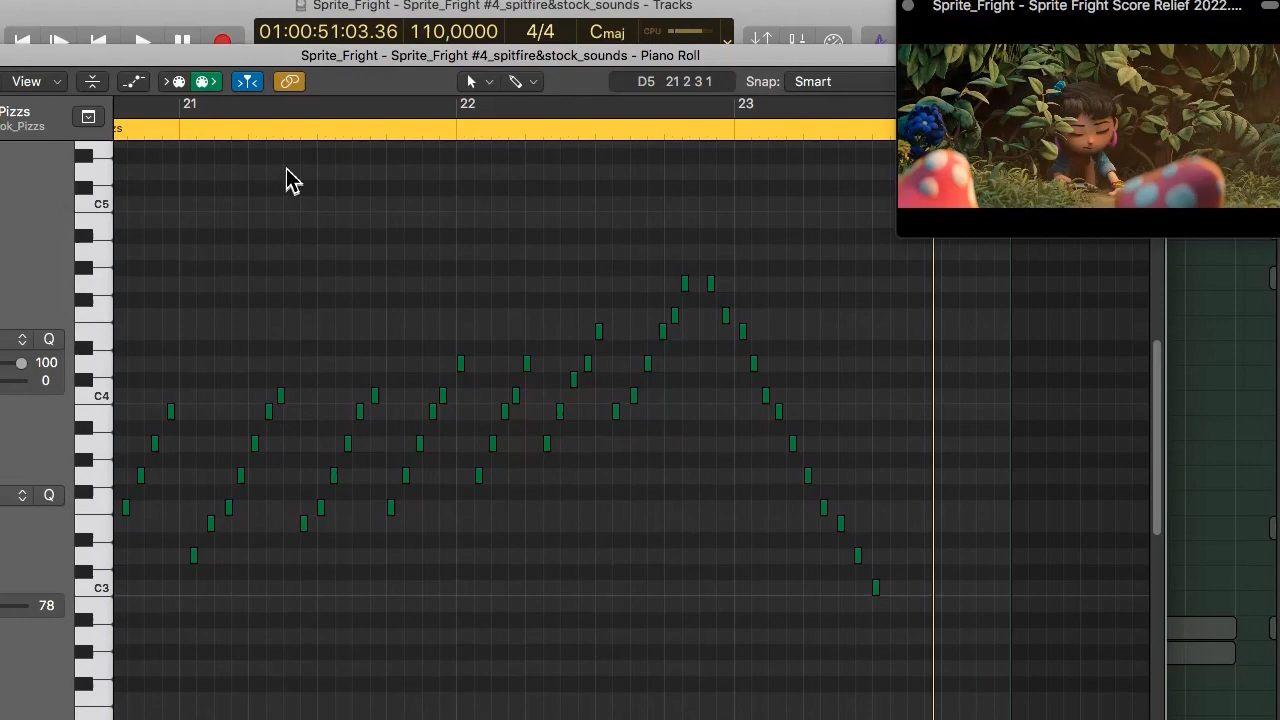 Sprite_Fright - Sprite_Fright #4_spitfire&stock_sounds - Tracks
Sprite_Fright - Sprite Fright Score Relief 2022....
01:00:51:03.36 110,0000 4/4 Cmaj CPU
Sprite_Fright - Sprite_Fright #4_spitfire&stock_sounds - Piano Roll
View D5 21 2 3 1 Snap: Smart
21 22 23
Pizzs
ok_Pizzs
zs
C5
Q
100
0
C4
Q
C3
78